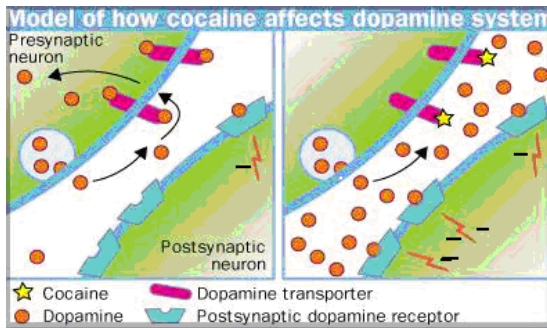 Model of how cocaine affects dopamine system
Presynaptic
neuron
Postsynaptic
neuron
Cocaine
Dopamine transporter
Dopamine
Postsynaptic dopamine receptor